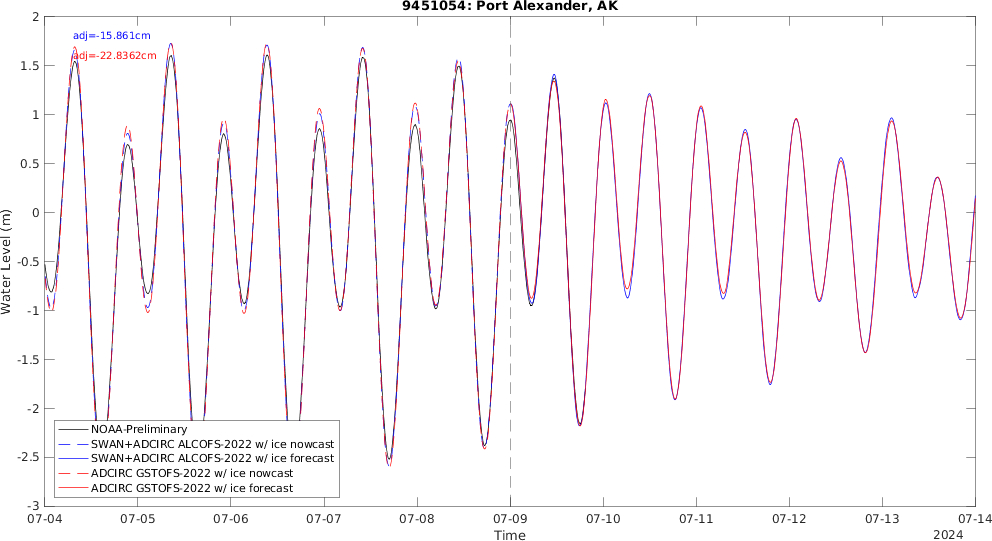 9451054: Port Alexander, AK
adj=-15.861cm
adj=-22.8362cm
2
1.5
1
0.5
0
-0.5
-1
-1.5
-2
-2.5
-3
Water Level (m)
NOAA-Preliminary
SWAN+ADCIRC ALCOFS-2022 w/ ice nowcast
SWAN+ADCIRC ALCOFS-2022 w/ ice forecast
ADCIRC GSTOFS-2022 w/ ice nowcast
ADCIRC GSTOFS-2022 w/ ice forecast
07-04 07-05 07-06 07-07 07-08 07-09 07-10 07-11 07-12 07-13 07-14
Time
2024